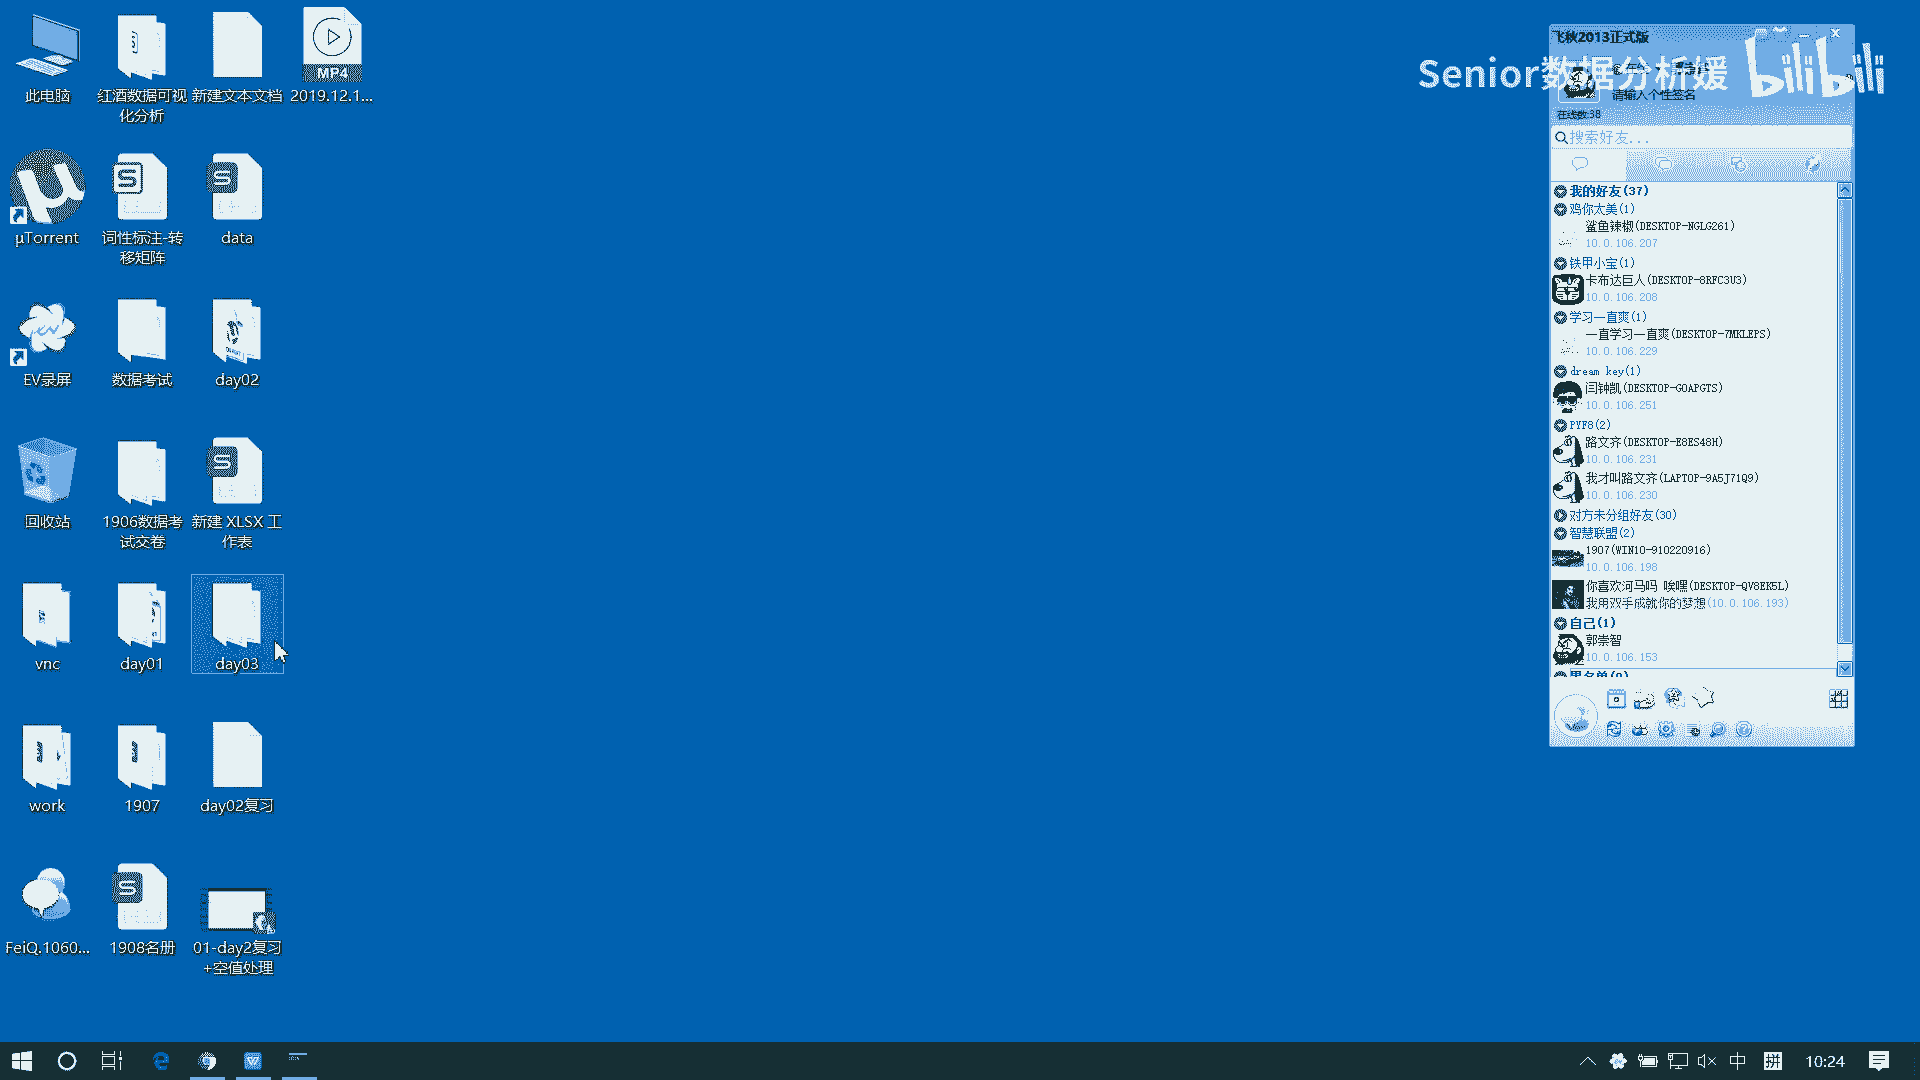 此电脑
红酒数据可视
化分析
新建文本文档
MP4
2019.12.1...
μTorrent
词性标注-转
移矩阵
data
EV录屏
数据考试
day02
回收站
1906数据考
试交卷
新建 XLSX 工
作表
vnc
day01
day03
work
1907
day02复习
FeiQ.1060...
1908名册
01-day2复习
+空值处理
飞秋2013正式版
Senior数据分析媛
bilibili
请输入个性签名
在线数:38
搜索好友...
我的好友(37)
鸡你太美(1)
鲨鱼辣椒(DESKTOP-NGLG261)
10.0.106.207
铁甲小宝(1)
卡布达巨人(DESKTOP-8RFC3U3)
10.0.106.208
学习一直爽(1)
一直学习一直爽(DESKTOP-7MKLEPS)
10.0.106.229
dream key(1)
闫钟凯(DESKTOP-GOAPGTS)
10.0.106.251
PYF8(2)
路文齐(DESKTOP-E8ES48H)
10.0.106.231
我才叫路文齐(LAPTOP-9A5J71Q9)
10.0.106.230
对方未分组好友(30)
智慧联盟(2)
1907(WIN10-910220916)
10.0.106.198
你喜欢河马吗 唉嘿(DESKTOP-QV8EK5L)
我用双手成就你的梦想(10.0.106.193)
自己(1)
郭崇智
10.0.106.153
黑名单(0)
中
拼
10:24